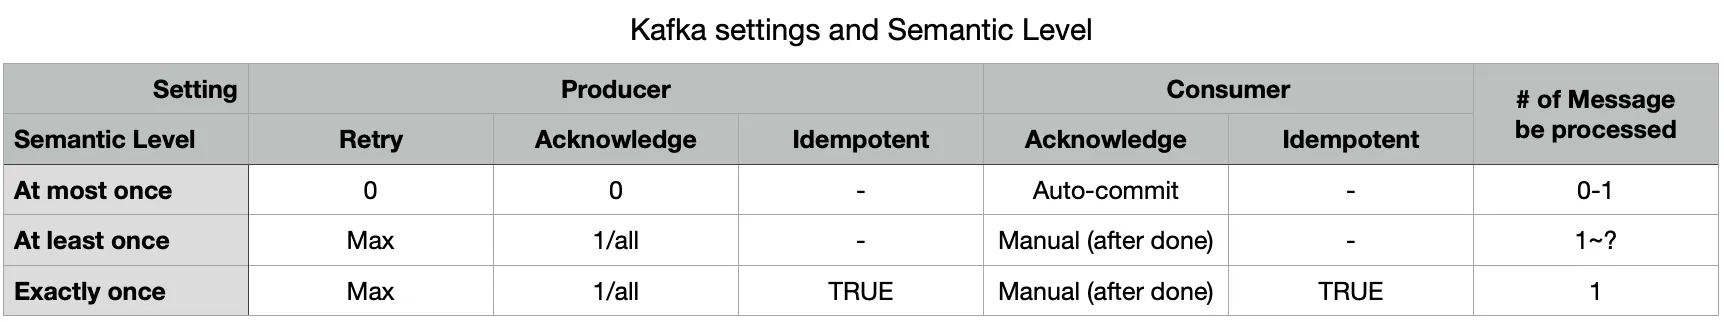 Kafka settings and Semantic Level
Setting Producer Consumer # of Message be processed
Semantic Level Retry Acknowledge Idempotent Acknowledge Idempotent
At most once 0 0 - Auto-commit - 0-1
At least once Max 1/all - Manual (after done) - 1~?
Exactly once Max 1/all TRUE Manual (after done) TRUE 1